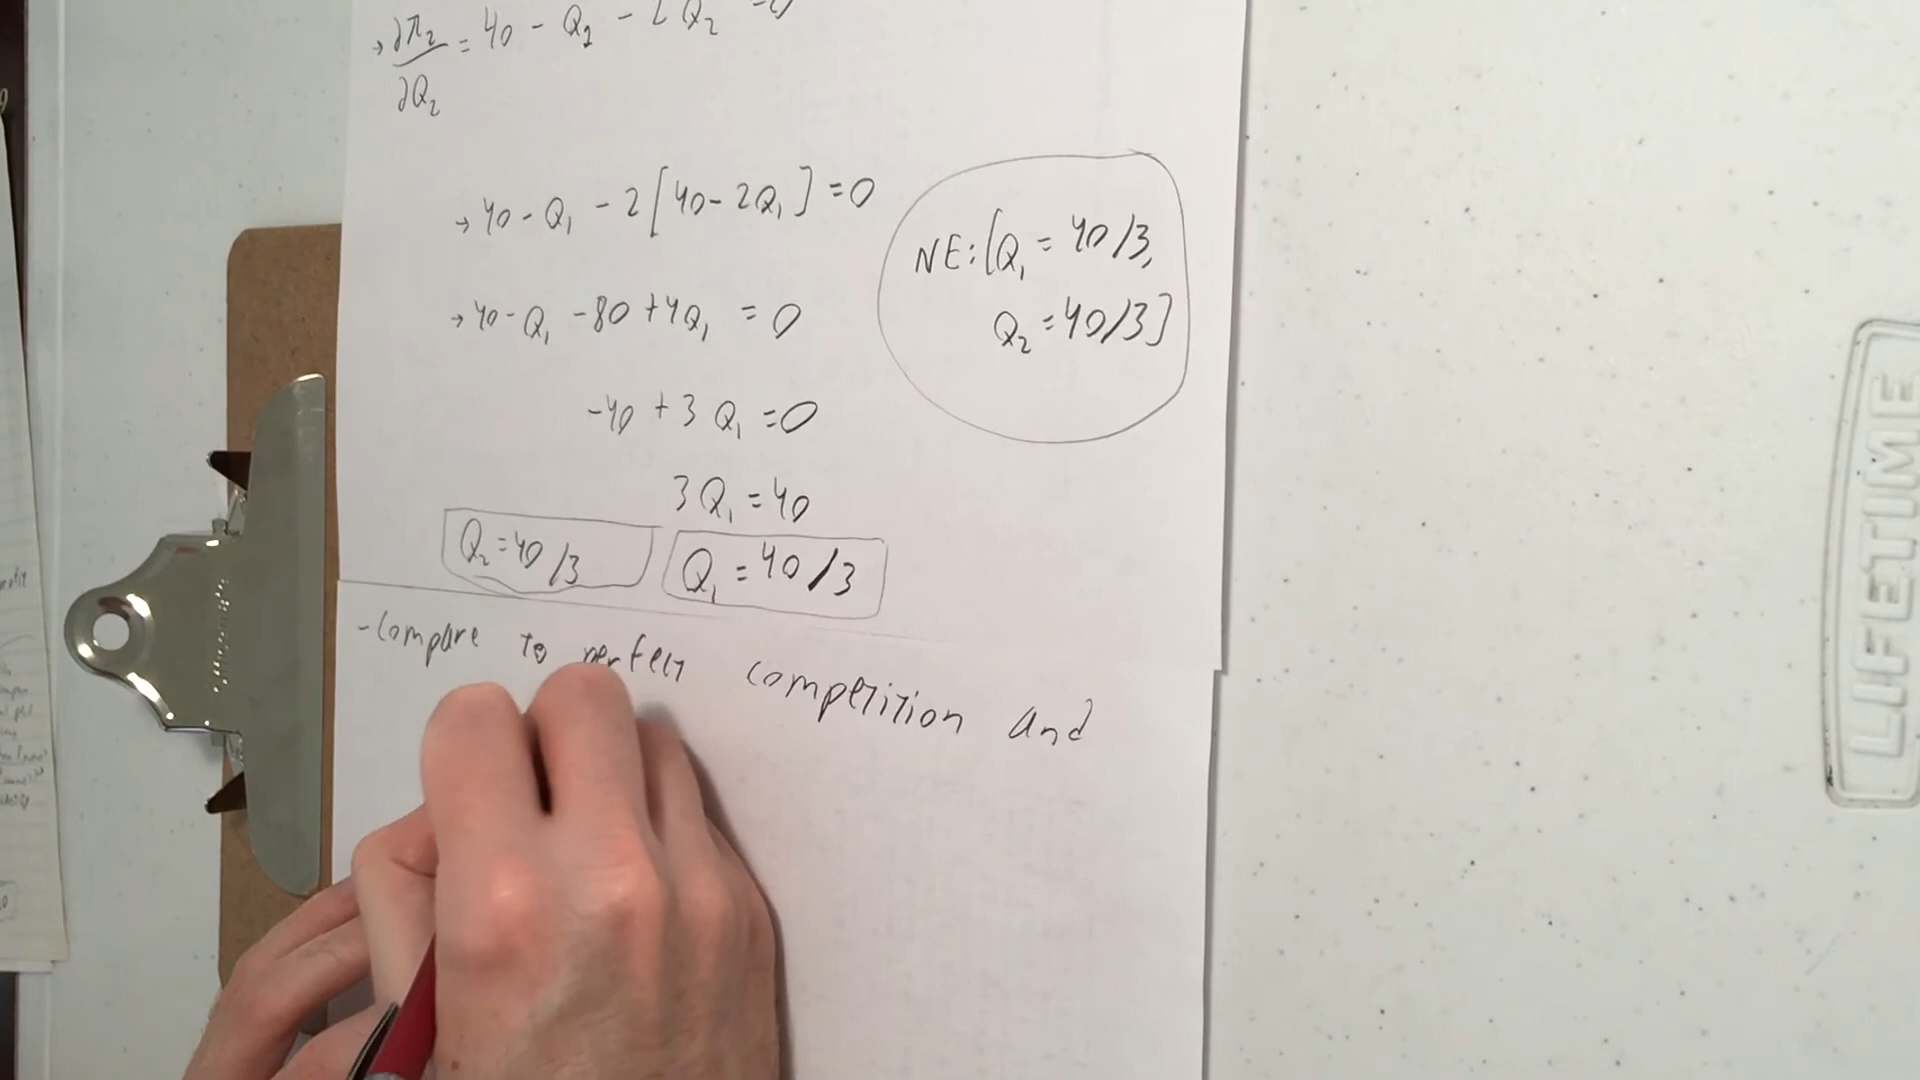 → ∂π₂/∂Q₂ = 40 - Q₁ - 2Q₂ = 0
→ 40 - Q₁ - 2[40 - 2Q₁] = 0
→ 40 - Q₁ - 80 + 4Q₁ = 0
-40 + 3Q₁ = 0
3Q₁ = 40
Q₂ = 40/3
Q₁ = 40/3
NE: [Q₁ = 40/3,
Q₂ = 40/3]
- Compare to perfect competition and
LIFETIME